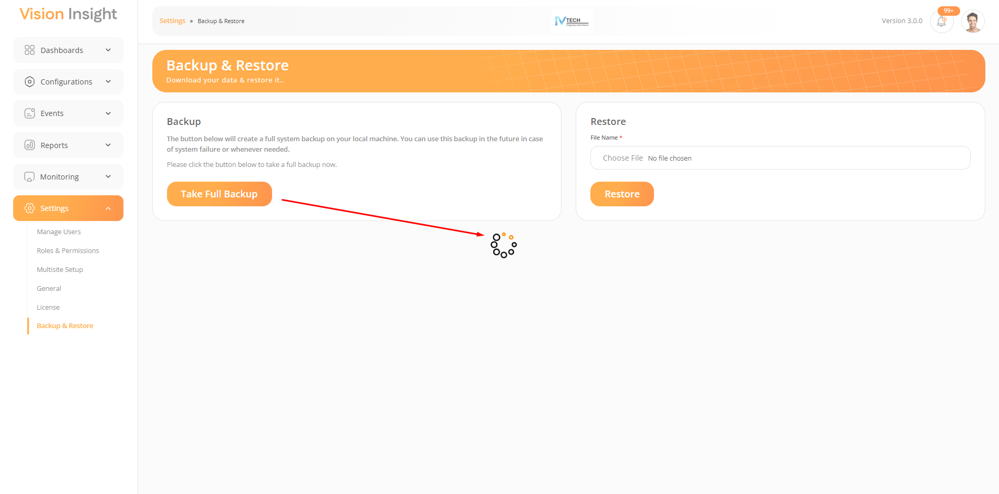 Vision Insight
Settings • Backup & Restore
TECH
Progress Into Future
Version 3.0.0
99+
Dashboards
Configurations
Events
Reports
Monitoring
Settings
Manage Users
Roles & Permissions
Multisite Setup
General
License
Backup & Restore
Backup & Restore
Download your data & restore it..
Backup
The button below will create a full system backup on your local machine. You can use this backup in the future in case
of system failure or whenever needed.
Please click the button below to take a full backup now.
Take Full Backup
Restore
File Name *
Choose File No file chosen
Restore